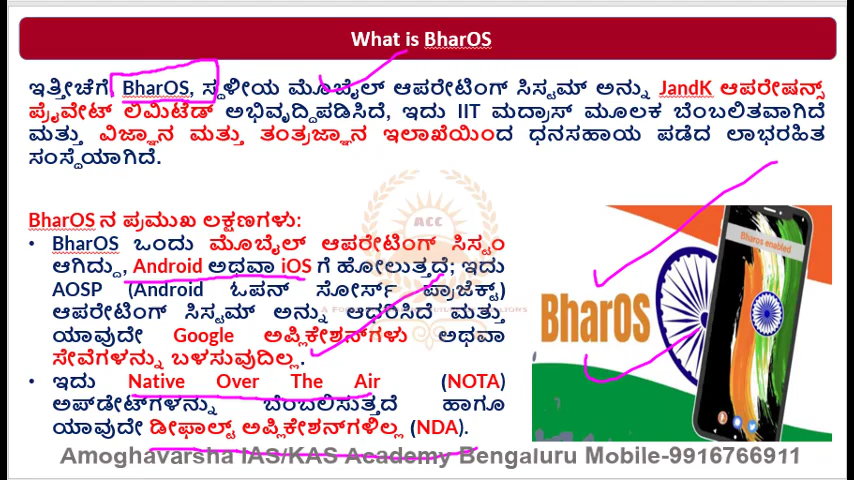 What is BharOS
ಇತ್ತೀಚೆಗೆ BharOS, ಸ್ಥಳೀಯ ಮೊಬೈಲ್ ಆಪರೇಟಿಂಗ್ ಸಿಸ್ಟಮ್ ಅನ್ನು JandK ಆಪರೇಷನ್ಸ್
ಪ್ರೈವೇಟ್ ಲಿಮಿಟೆಡ್ ಅಭಿವೃದ್ಧಿಪಡಿಸಿದೆ, ಇದು IIT ಮದ್ರಾಸ್ ಮೂಲಕ ಬೆಂಬಲಿತವಾಗಿದೆ
ಮತ್ತು ವಿಜ್ಞಾನ ಮತ್ತು ತಂತ್ರಜ್ಞಾನ ಇಲಾಖೆಯಿಂದ ಧನಸಹಾಯ ಪಡೆದ ಲಾಭರಹಿತ
ಸಂಸ್ಥೆಯಾಗಿದೆ.
BharOS ನ ಪ್ರಮುಖ ಲಕ್ಷಣಗಳು:
• BharOS ಒಂದು ಮೊಬೈಲ್ ಆಪರೇಟಿಂಗ್ ಸಿಸ್ಟಂ
ಆಗಿದ್ದು, Android ಅಥವಾ iOS ಗೆ ಹೋಲುತ್ತದೆ; ಇದು
AOSP (Android ಓಪನ್ ಸೋರ್ಸ್ ಪ್ರಾಜೆಕ್ಟ್)
ಆಪರೇಟಿಂಗ್ ಸಿಸ್ಟಮ್ ಅನ್ನು ಆಧರಿಸಿದೆ ಮತ್ತು
ಯಾವುದೇ Google ಅಪ್ಲಿಕೇಶನ್‌ಗಳು ಅಥವಾ
ಸೇವೆಗಳನ್ನು ಬಳಸುವುದಿಲ್ಲ.
• ಇದು Native Over The Air (NOTA)
ಅಪ್‌ಡೇಟ್‌ಗಳನ್ನು ಬೆಂಬಲಿಸುತ್ತದೆ ಹಾಗೂ
ಯಾವುದೇ ಡೀಫಾಲ್ಟ್ ಅಪ್ಲಿಕೇಶನ್‌ಗಳಿಲ್ಲ (NDA).
ACC
Bharos enabled
BharOS
Amoghavarsha IAS/KAS Academy Bengaluru Mobile-9916766911